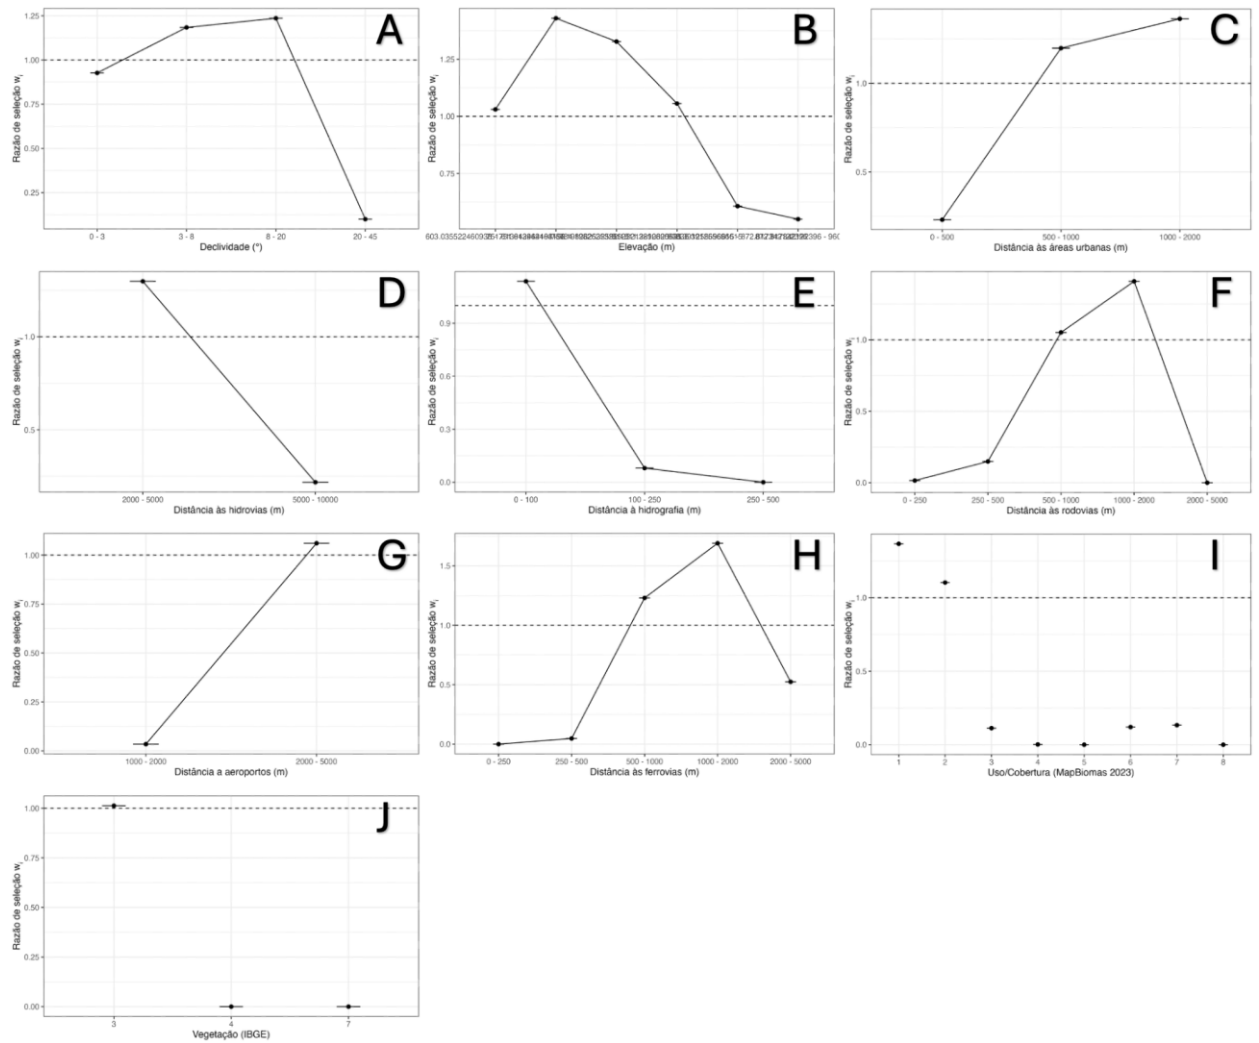 A
Razão de seleção wi
1.25
1.00
0.75
0.50
0.25
0 - 3
3 - 8
8 - 20
20 - 45
Declividade (°)
B
Razão de seleção wi
1.25
1.00
0.75
Elevação (m)
C
Razão de seleção wi
1.0
0.5
0 - 500
500 - 1000
1000 - 2000
Distância às áreas urbanas (m)
D
Razão de seleção wi
1.0
0.5
2000 - 5000
5000 - 10000
Distância às hidrovias (m)
E
Razão de seleção wi
0.9
0.6
0.3
0.0
0 - 100
100 - 250
250 - 500
Distância à hidrografia (m)
F
Razão de seleção wi
1.0
0.5
0.0
0 - 250
250 - 500
500 - 1000
1000 - 2000
2000 - 5000
Distância às rodovias (m)
G
Razão de seleção wi
1.00
0.75
0.50
0.25
0.00
1000 - 2000
2000 - 5000
Distância a aeroportos (m)
H
Razão de seleção wi
1.5
1.0
0.5
0.0
0 - 250
250 - 500
500 - 1000
1000 - 2000
2000 - 5000
Distância às ferrovias (m)
I
Razão de seleção wi
1.0
0.5
0.0
1 2 3 4 5 6 7 8
Uso/Cobertura (MapBiomas 2023)
J
Razão de seleção wi
1.00
0.75
0.50
0.25
0.00
3 4 7
Vegetação (IBGE)